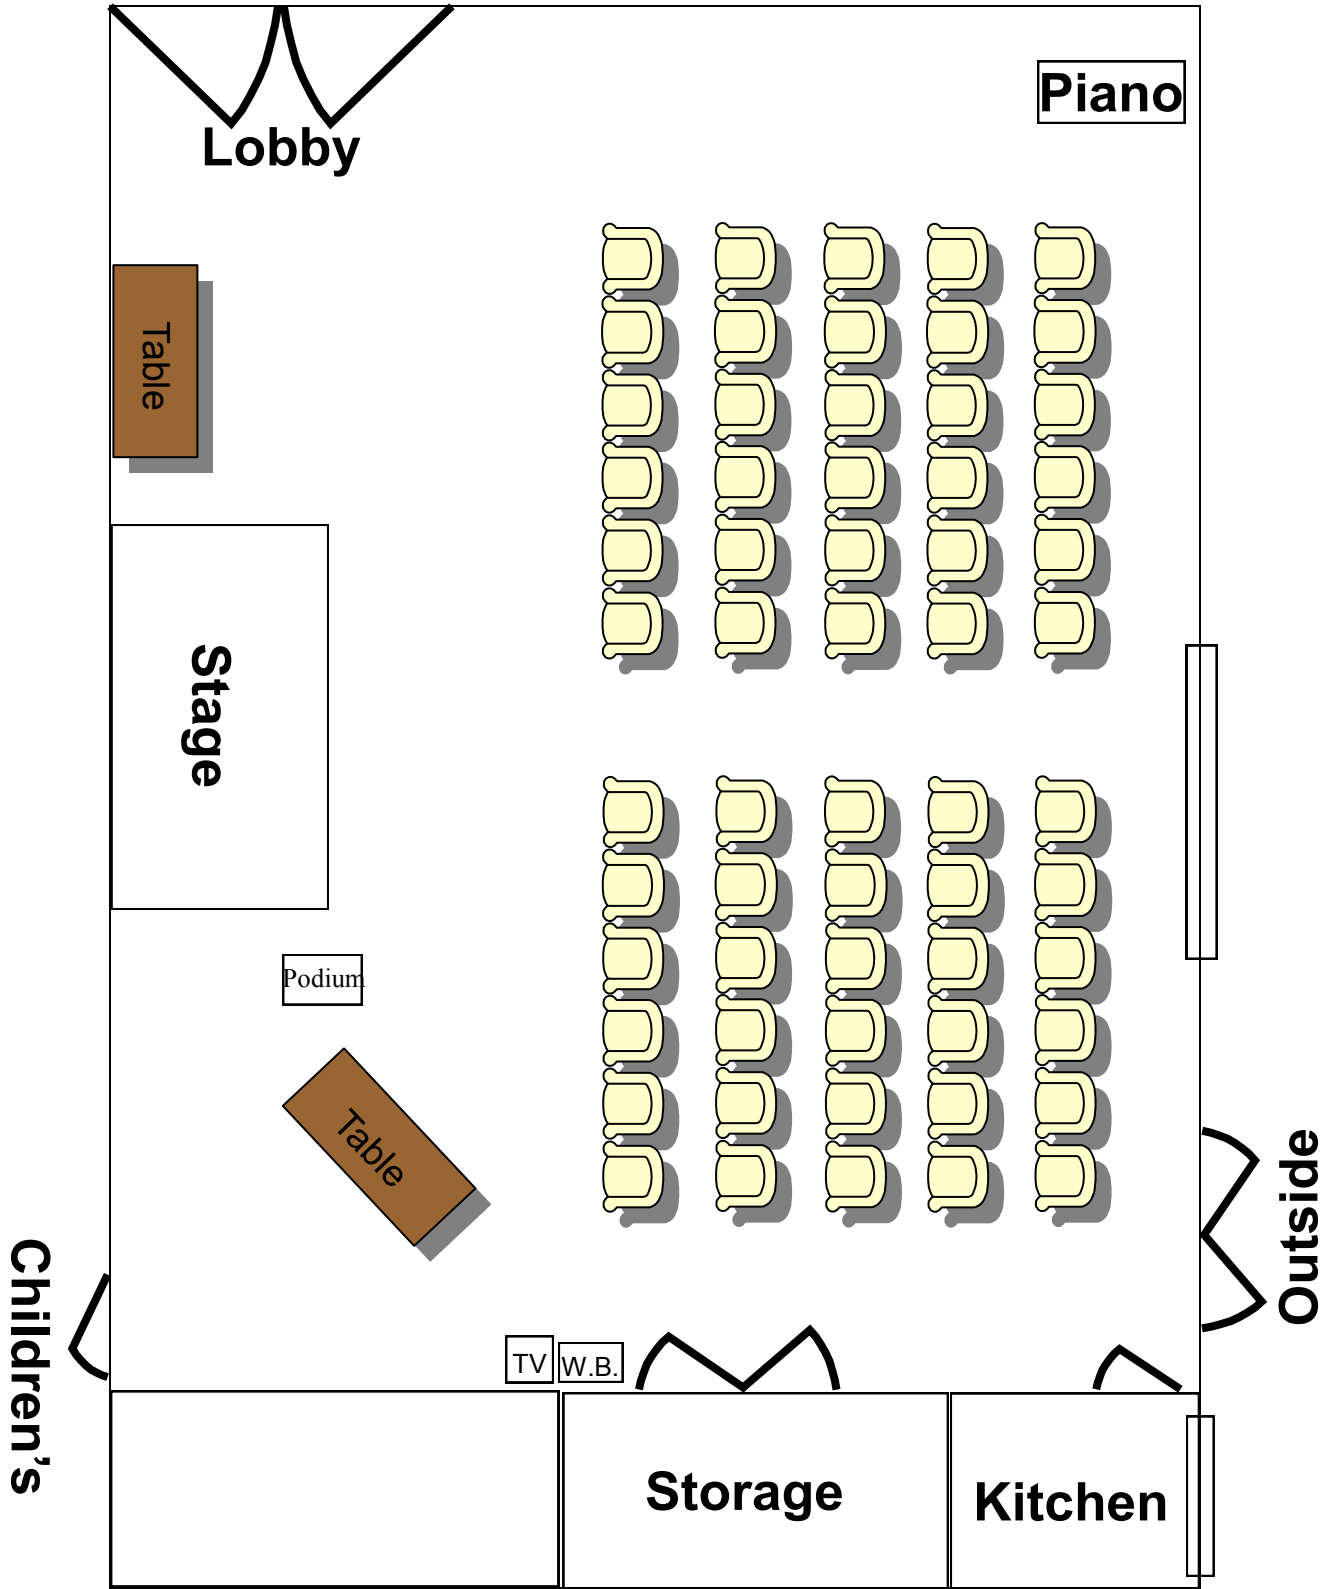 Piano
Lobby
Table
Stage
Podium
Table
Outside
Children's
TV
W.B.
Storage
Kitchen